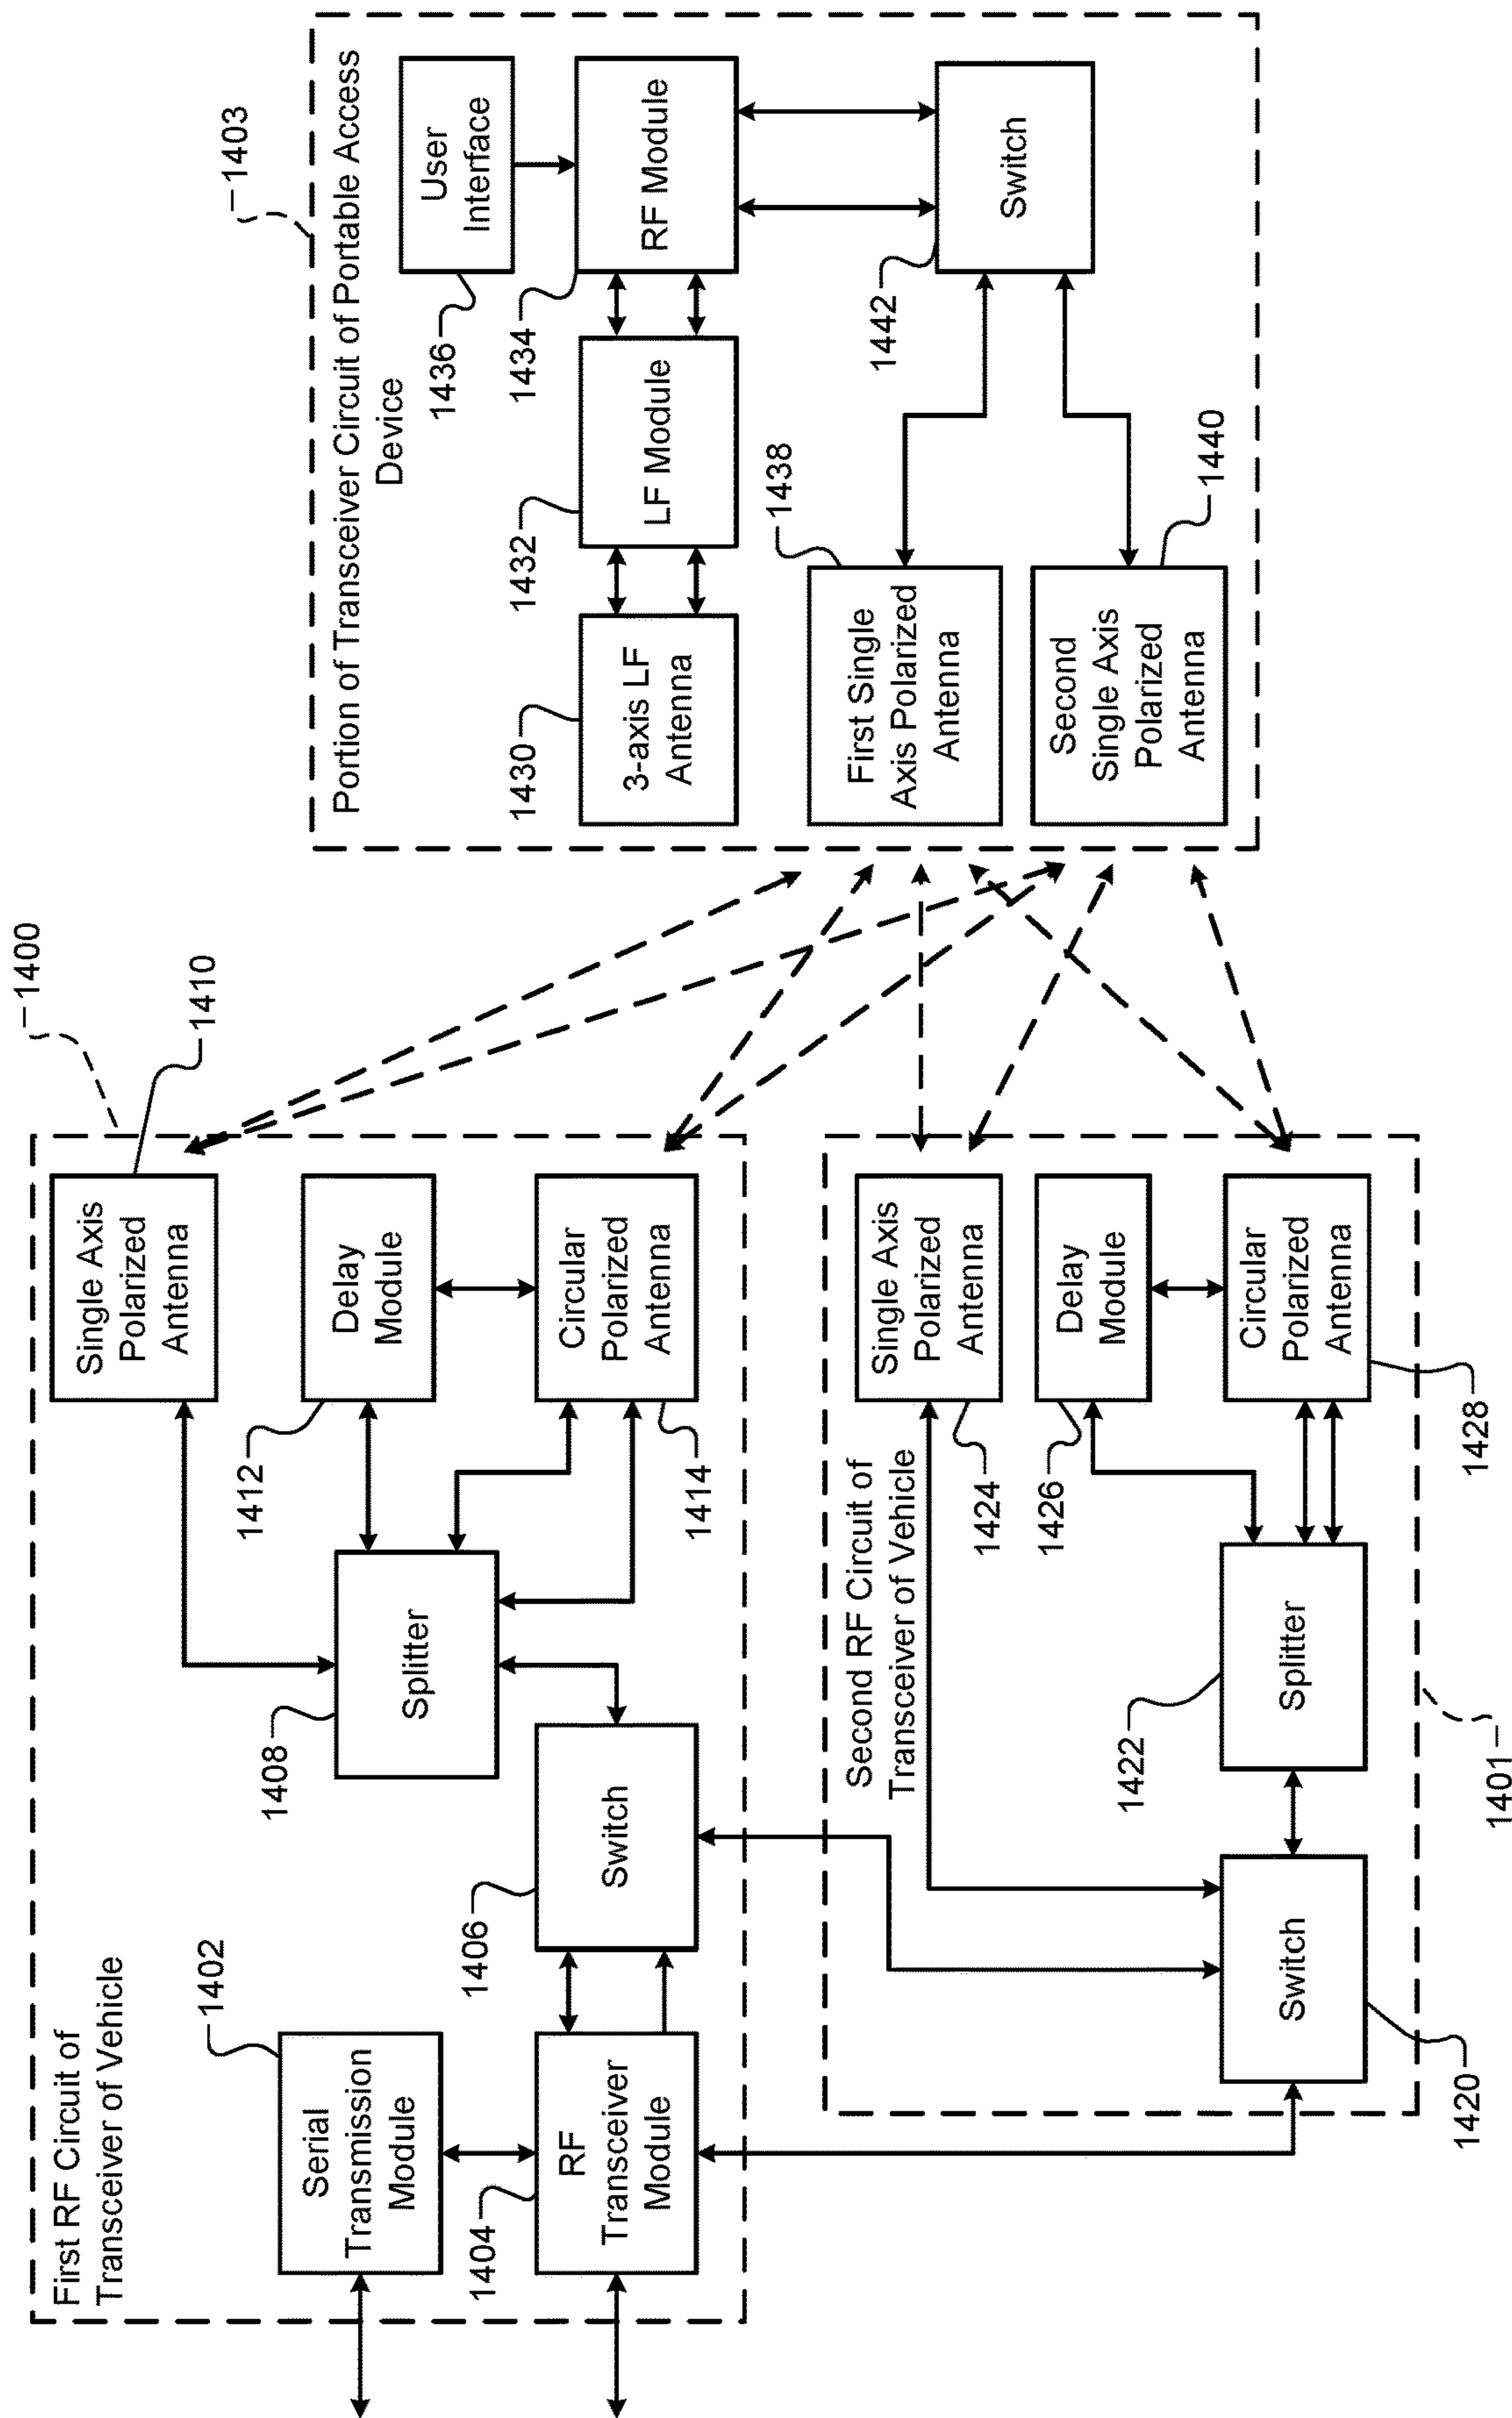 First RF Circuit of
Transceiver of Vehicle
1400
1402
Serial
Transmission
Module
1404
RF
Transceiver
Module
1406
Switch
1408
Splitter
1410
Single Axis
Polarized
Antenna
1412
Delay
Module
1414
Circular
Polarized
Antenna
Second RF Circuit of
Transceiver of Vehicle
1401
1420
Switch
1422
Splitter
1424
Single Axis
Polarized
Antenna
1426
Delay
Module
1428
Circular
Polarized
Antenna
1403
Portion of Transceiver Circuit of Portable Access
Device
1430
3-axis LF
Antenna
1432
LF Module
1434
RF Module
1436
User
Interface
1438
First Single
Axis Polarized
Antenna
1440
Second
Single Axis
Polarized
Antenna
1442
Switch